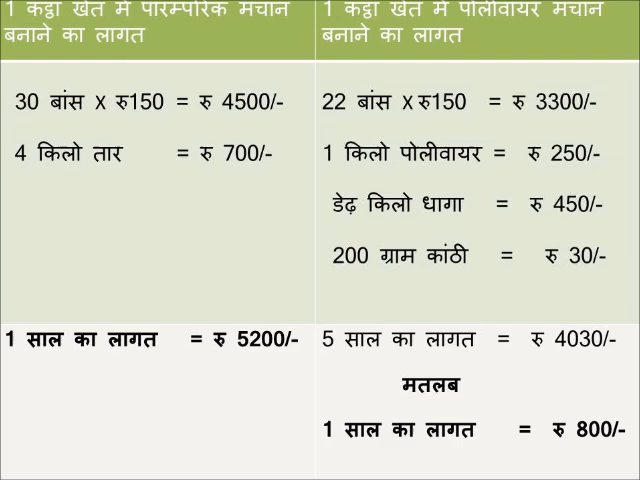 1 कट्ठा खेत में पारम्परिक मचान
बनाने का लागत
30 बांस X रु150 = रु 4500/-
4 किलो तार = रु 700/-
1 साल का लागत = रु 5200/-
1 कट्ठा खेत में पोलीवायर मचान
बनाने का लागत
22 बांस X रु150 = रु 3300/-
1 किलो पोलीवायर = रु 250/-
डेढ़ किलो धागा = रु 450/-
200 ग्राम कांठी = रु 30/-
5 साल का लागत = रु 4030/-
मतलब
1 साल का लागत = रु 800/-